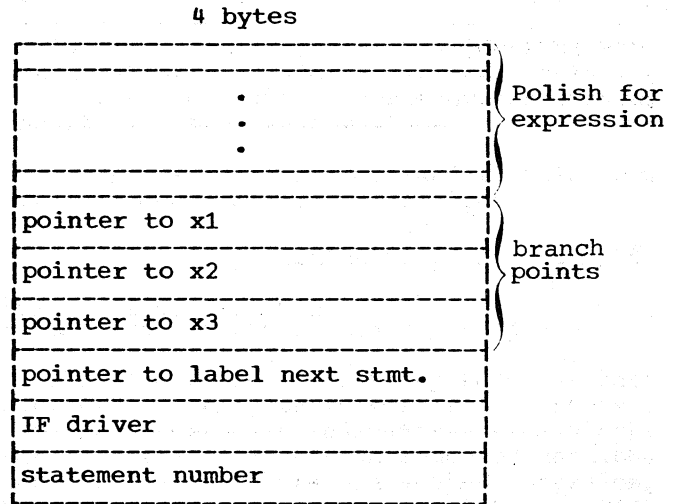 4 bytes
Polish for
expression
pointer to x1
pointer to x2
pointer to x3
branch
points
pointer to label next stmt.
IF driver
statement number